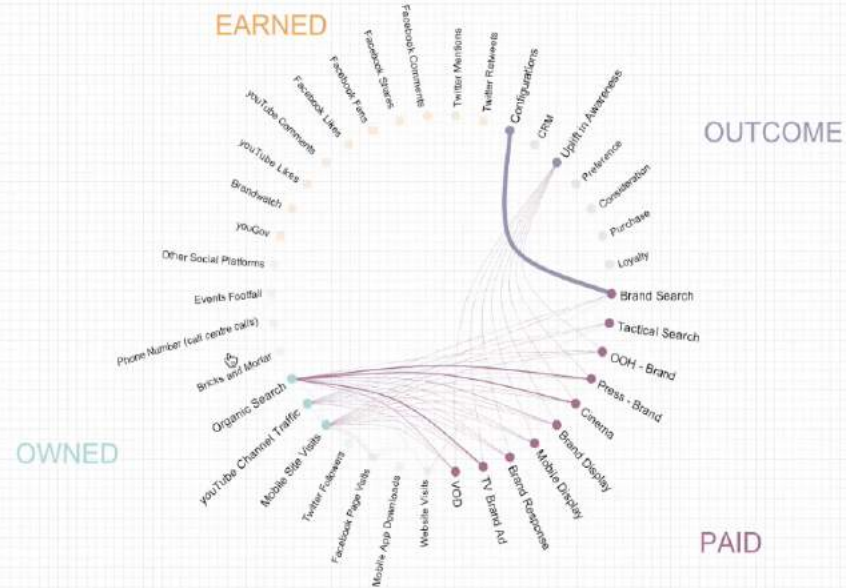 EARNED
Facebook Comments
Facebook Shares
Facebook Fans
Facebook Likes
youTube Comments
youTube Likes
Brandwatch
youGov
Other Social Platforms
Events Footfall
Phone Number (call centre calls)
Bricks and Mortar
Twitter Mentions
Twitter Retweets
Configurations
CRM
Uplift in Awareness
Preference
Consideration
Purchase
Loyalty
OUTCOME
Brand Search
Tactical Search
OOH - Brand
Press - Brand
Cinema
Brand Display
Mobile Display
Brand Response
TV Brand Ad
VOD
PAID
Organic Search
youTube Channel Traffic
Mobile Site Visits
Twitter Followers
Facebook Page Visits
Mobile App Downloads
Website Visits
OWNED